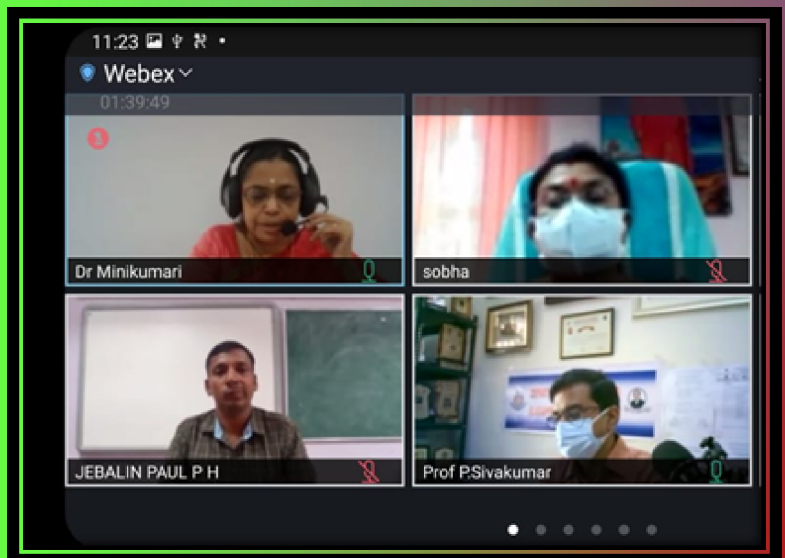 11:23
Webex
01:39:49
Dr Minikumari
sobha
JEBALIN PAUL P H
Prof P.Sivakumar